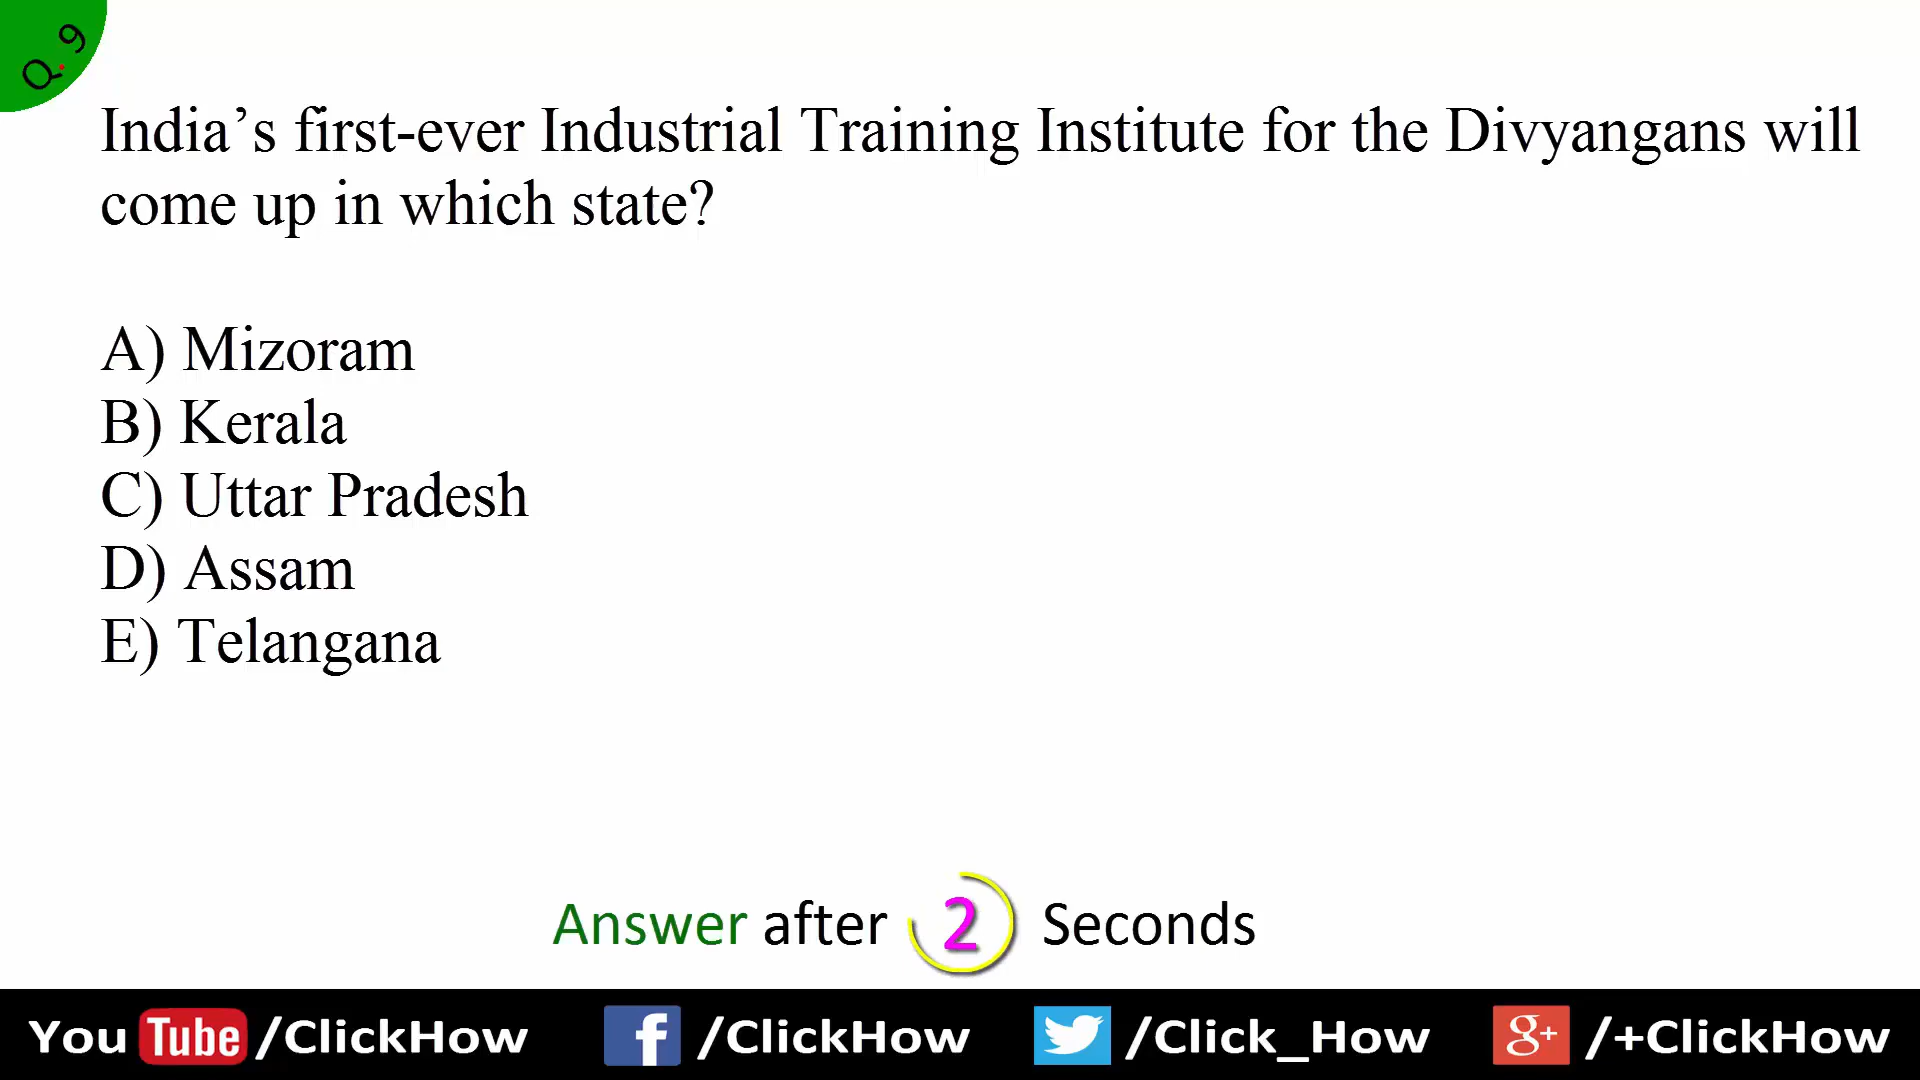 Q. 9
India’s first-ever Industrial Training Institute for the Divyangans will
come up in which state?
A) Mizoram
B) Kerala
C) Uttar Pradesh
D) Assam
E) Telangana
Answer after 2 Seconds
You Tube /ClickHow f /ClickHow /Click_How g+ /+ClickHow